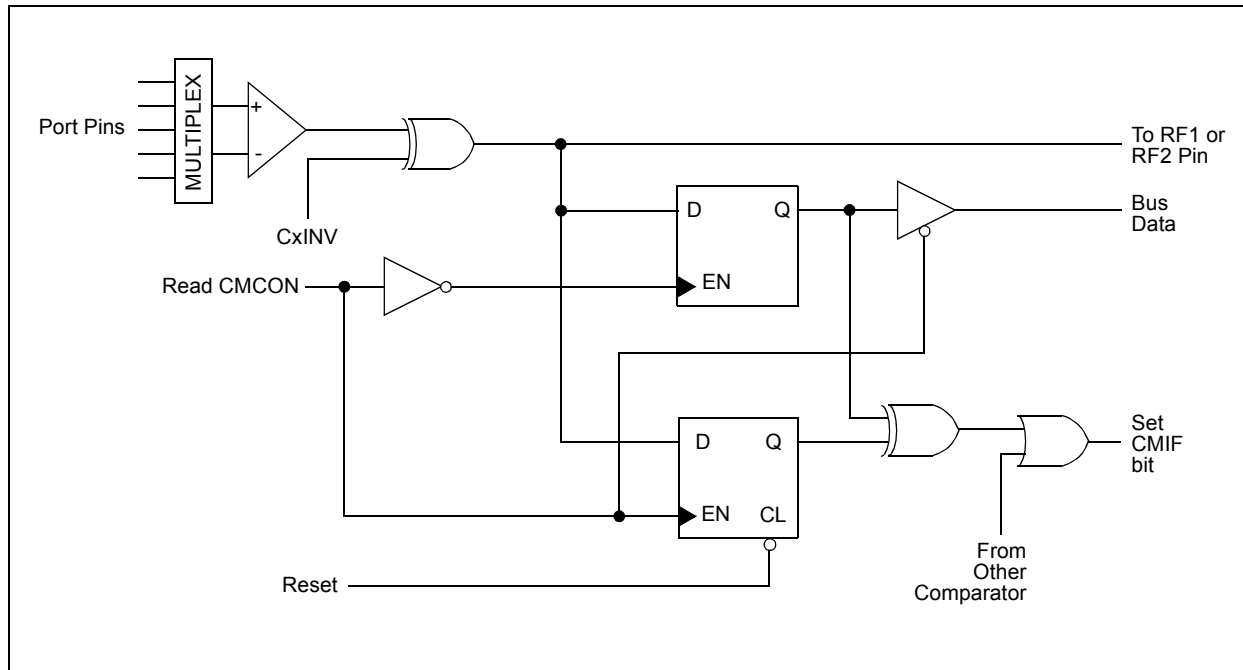 MULTIPLEX
+
-
Port Pins
CxINV
To RF1 or
RF2 Pin
D
Q
EN
Bus
Data
Read CMCON
D
Q
EN
CL
Set
CMIF
bit
From
Other
Comparator
Reset